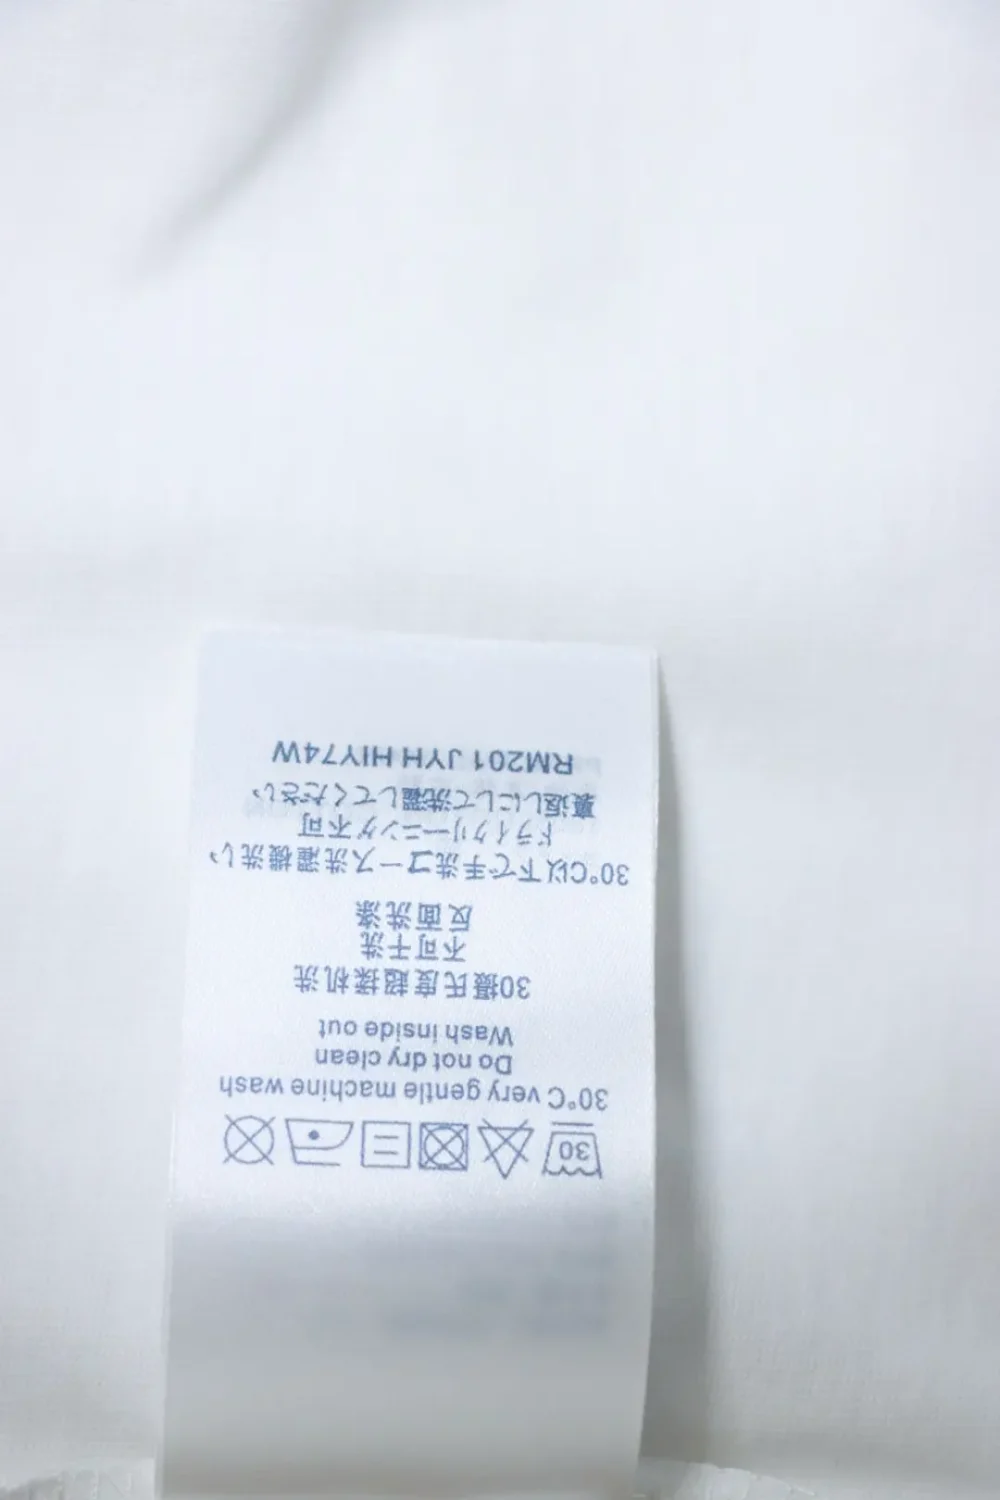 30
30°C very gentle machine wash
Do not dry clean
Wash inside out
30摄氏度超揉机洗
不可干洗
反面洗涤
30°C以下で手洗コース洗濯機洗い
ドライクリーニング不可
裏返しにして洗濯してください
RM201 JYH HIY74W